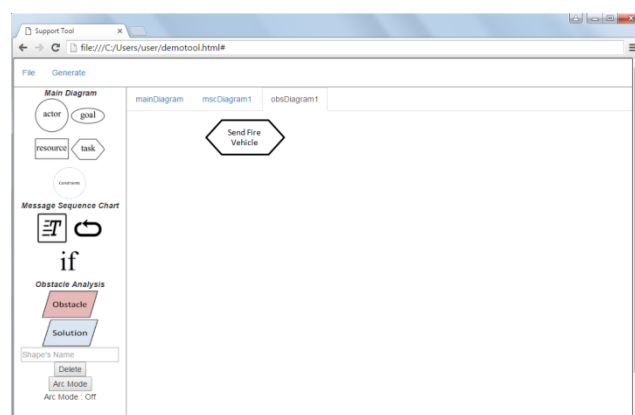 Support Tool
file:///C:/Users/user/demotool.html#
File Generate
Main Diagram
mainDiagram mscDiagram1 obsDiagram1
actor goal
Send Fire
Vehicle
resource task
Constraints
Message Sequence Chart
T
if
Obstacle Analysis
Obstacle
Solution
Shape's Name
Delete
Arc Mode
Arc Mode : Off